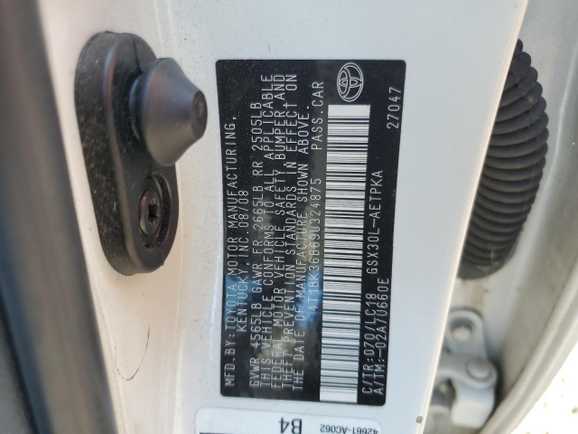 MFD.BY:TOYOTA MOTOR MANUFACTURING,
KENTUCKY,INC. 08/08
GVWR 4565LB GAWR FR 2665LB RR 2505LB
THIS VEHICLE CONFORMS TO ALL APPLICABLE
FEDERAL MOTOR VEHICLE SAFETY BUMPER,AND
THEFT PREVENTION STANDARDS IN EFFECT ON
THE DATE OF MANUFACTURE SHOWN ABOVE.
4T1BK36B69U324875 PASS.CAR
C/TR:070/LC18 GSX30L-AETPKA
A/TM:-02A/U660E 27047
42661-AC062
B4